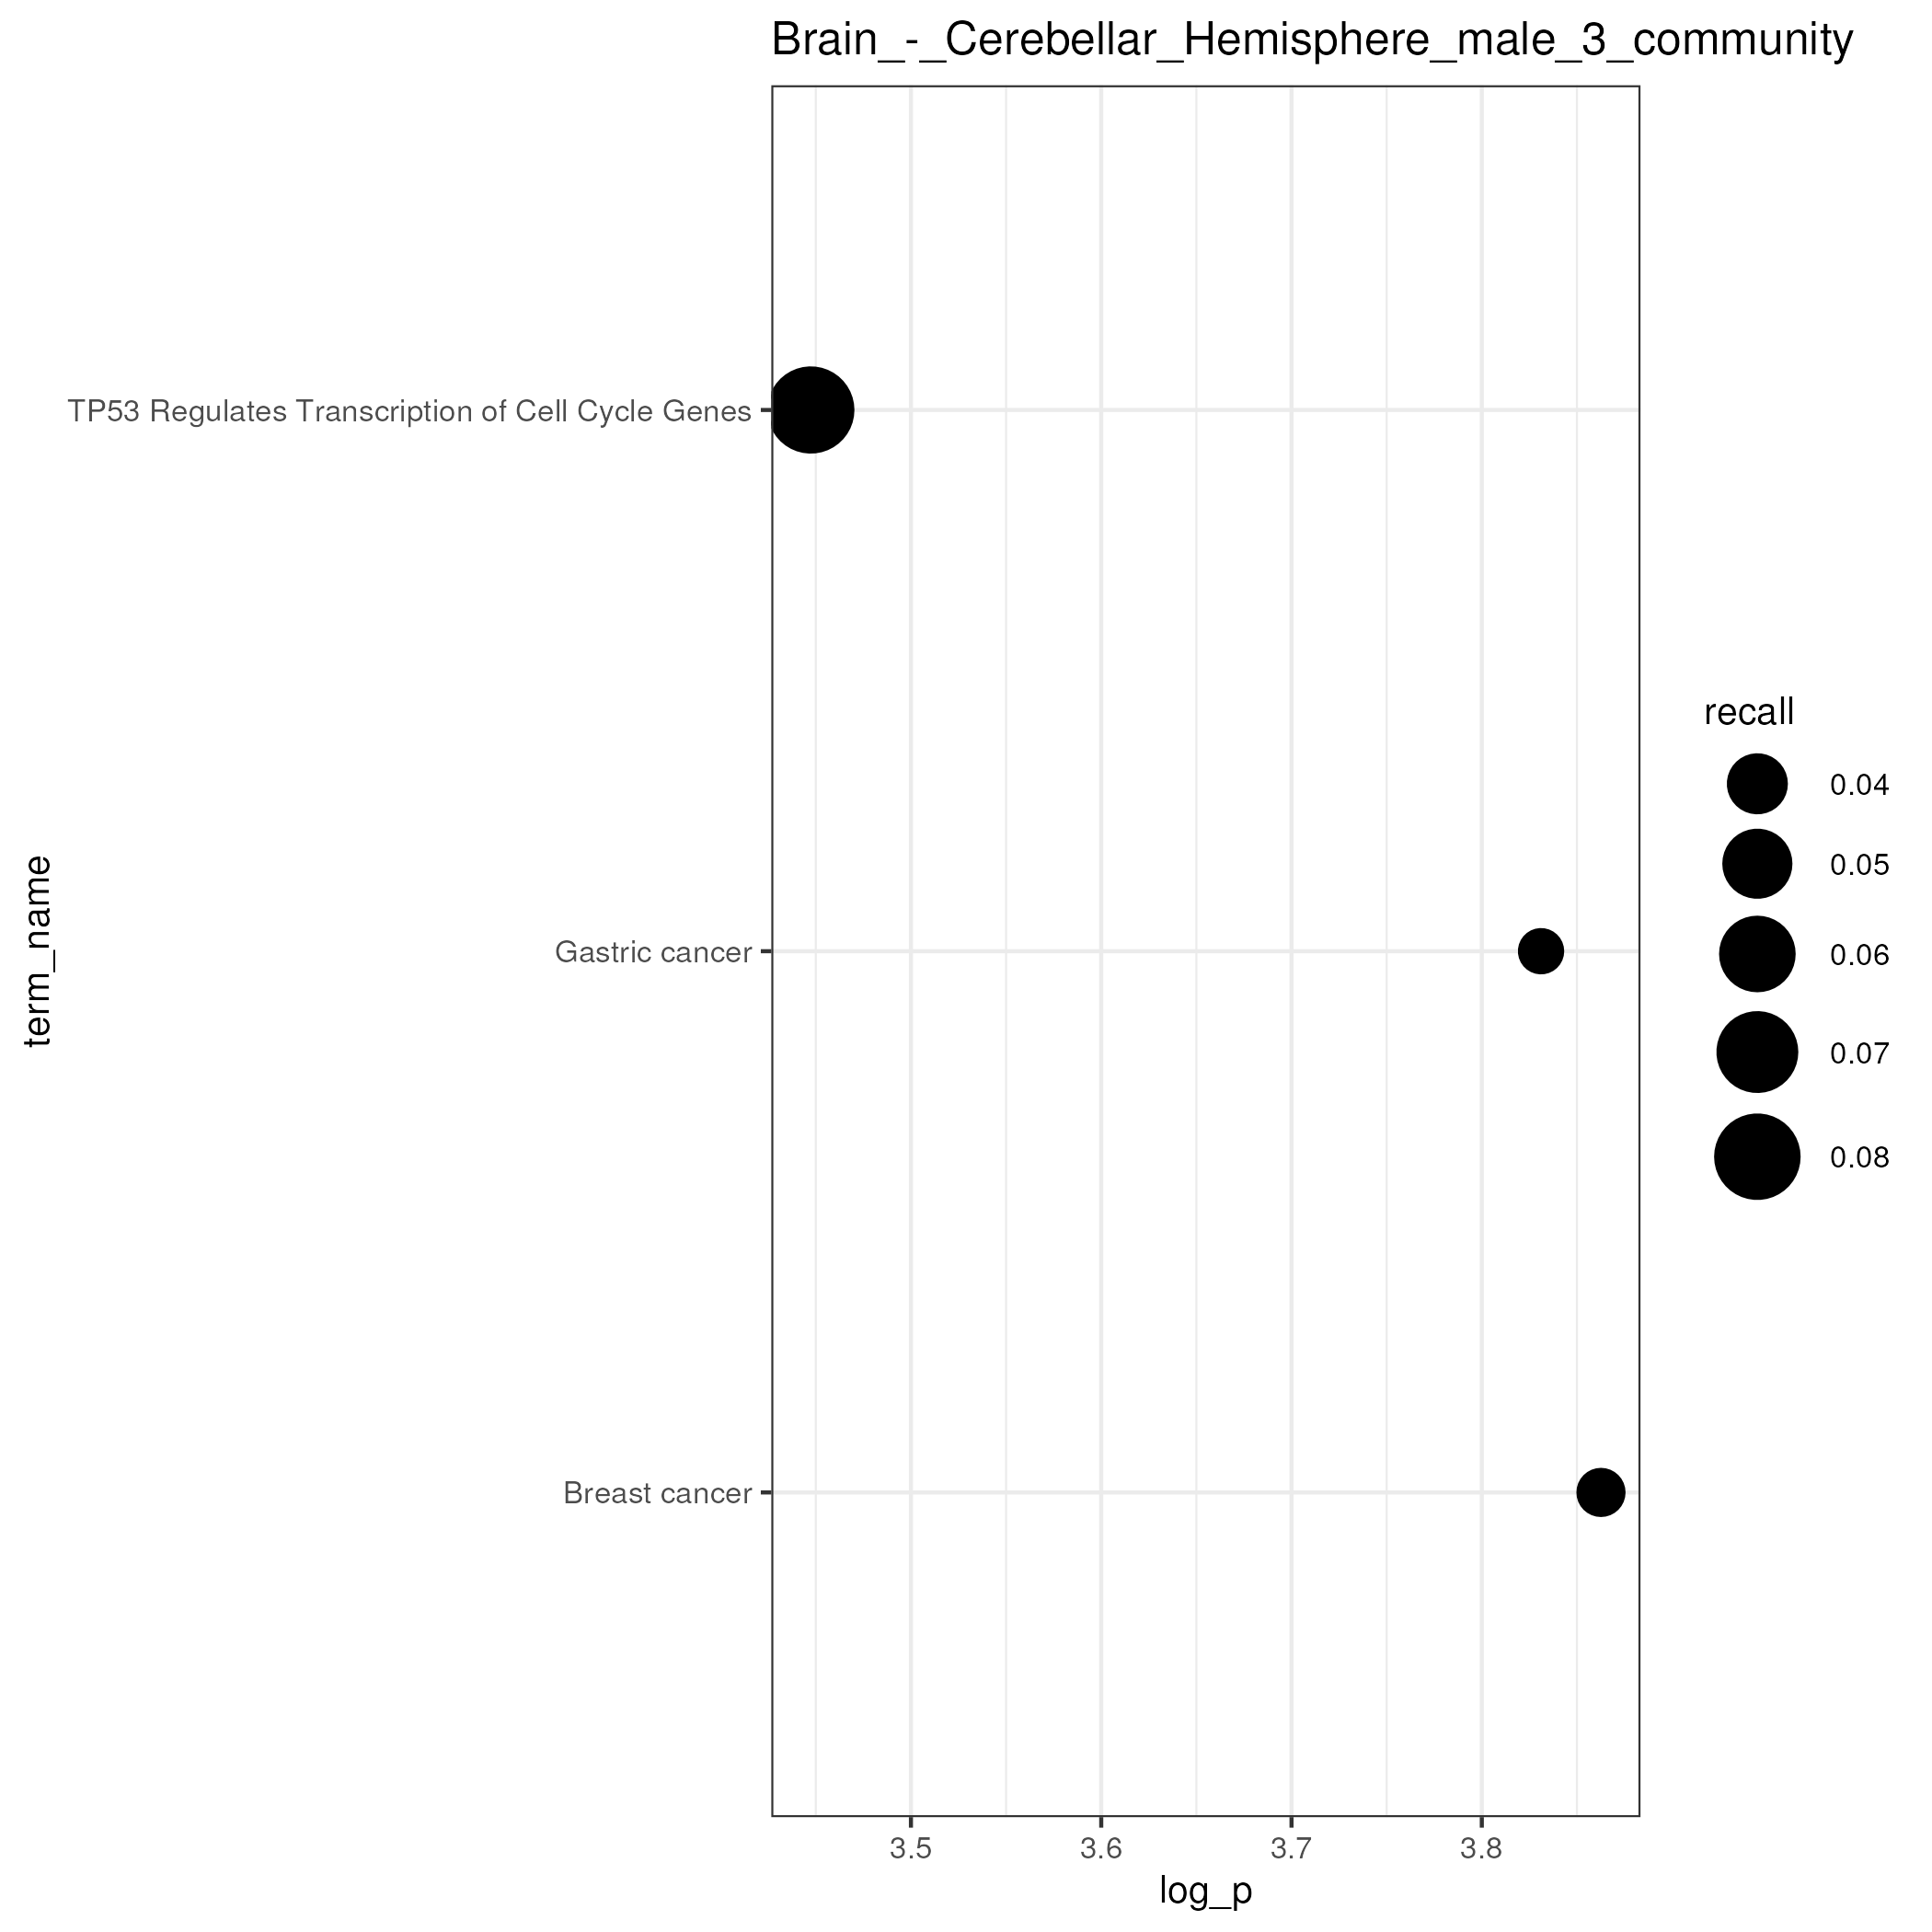 Brain_-_Cerebellar_Hemisphere_male_3_community
TP53 Regulates Transcription of Cell Cycle Genes
Gastric cancer
Breast cancer
term_name
3.5
3.6
3.7
3.8
log_p
recall
0.04
0.05
0.06
0.07
0.08